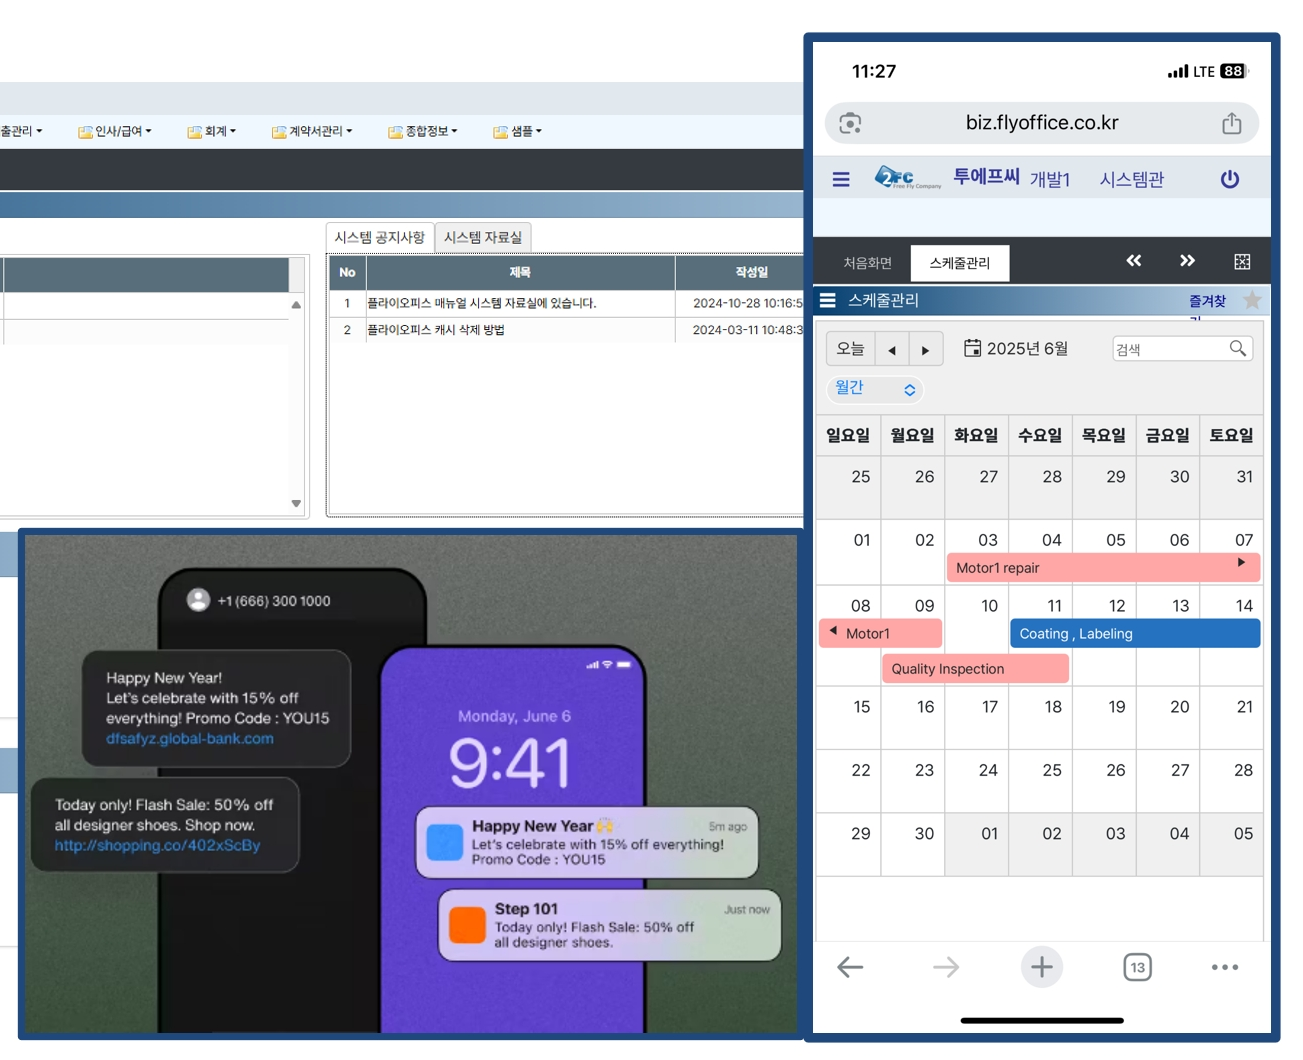 출관리
인사/급여
회계
계약서관리
종합정보
샘플
시스템 공지사항
시스템 자료실
No 제목 작성일
1 플라이오피스 매뉴얼 시스템 자료실에 있습니다. 2024-10-28 10:16:5
2 플라이오피스 캐시 삭제 방법 2024-03-11 10:48:3
+1 (666) 300 1000
Happy New Year!
Let's celebrate with 15% off
everything! Promo Code : YOU15
dfsafyz.global-bank.com
Today only! Flash Sale: 50% off
all designer shoes. Shop now.
http://shopping.co/402xScBy
Monday, June 6
9:41
Happy New Year🙌 5m ago
Let's celebrate with 15% off everything!
Promo Code : YOU15
Step 101 Just now
Today only! Flash Sale: 50% off
all designer shoes.
11:27 LTE 88
biz.flyoffice.co.kr
2FC Free Fly Company 투에프씨 개발1 시스템관
처음화면 스케줄관리
스케줄관리 즐겨찾
오늘 2025년 6월 검색
월간
일요일 월요일 화요일 수요일 목요일 금요일 토요일
25 26 27 28 29 30 31
01 02 03 04 05 06 07
Motor1 repair
08 09 10 11 12 13 14
Motor1 Coating , Labeling
Quality Inspection
15 16 17 18 19 20 21
22 23 24 25 26 27 28
29 30 01 02 03 04 05
13